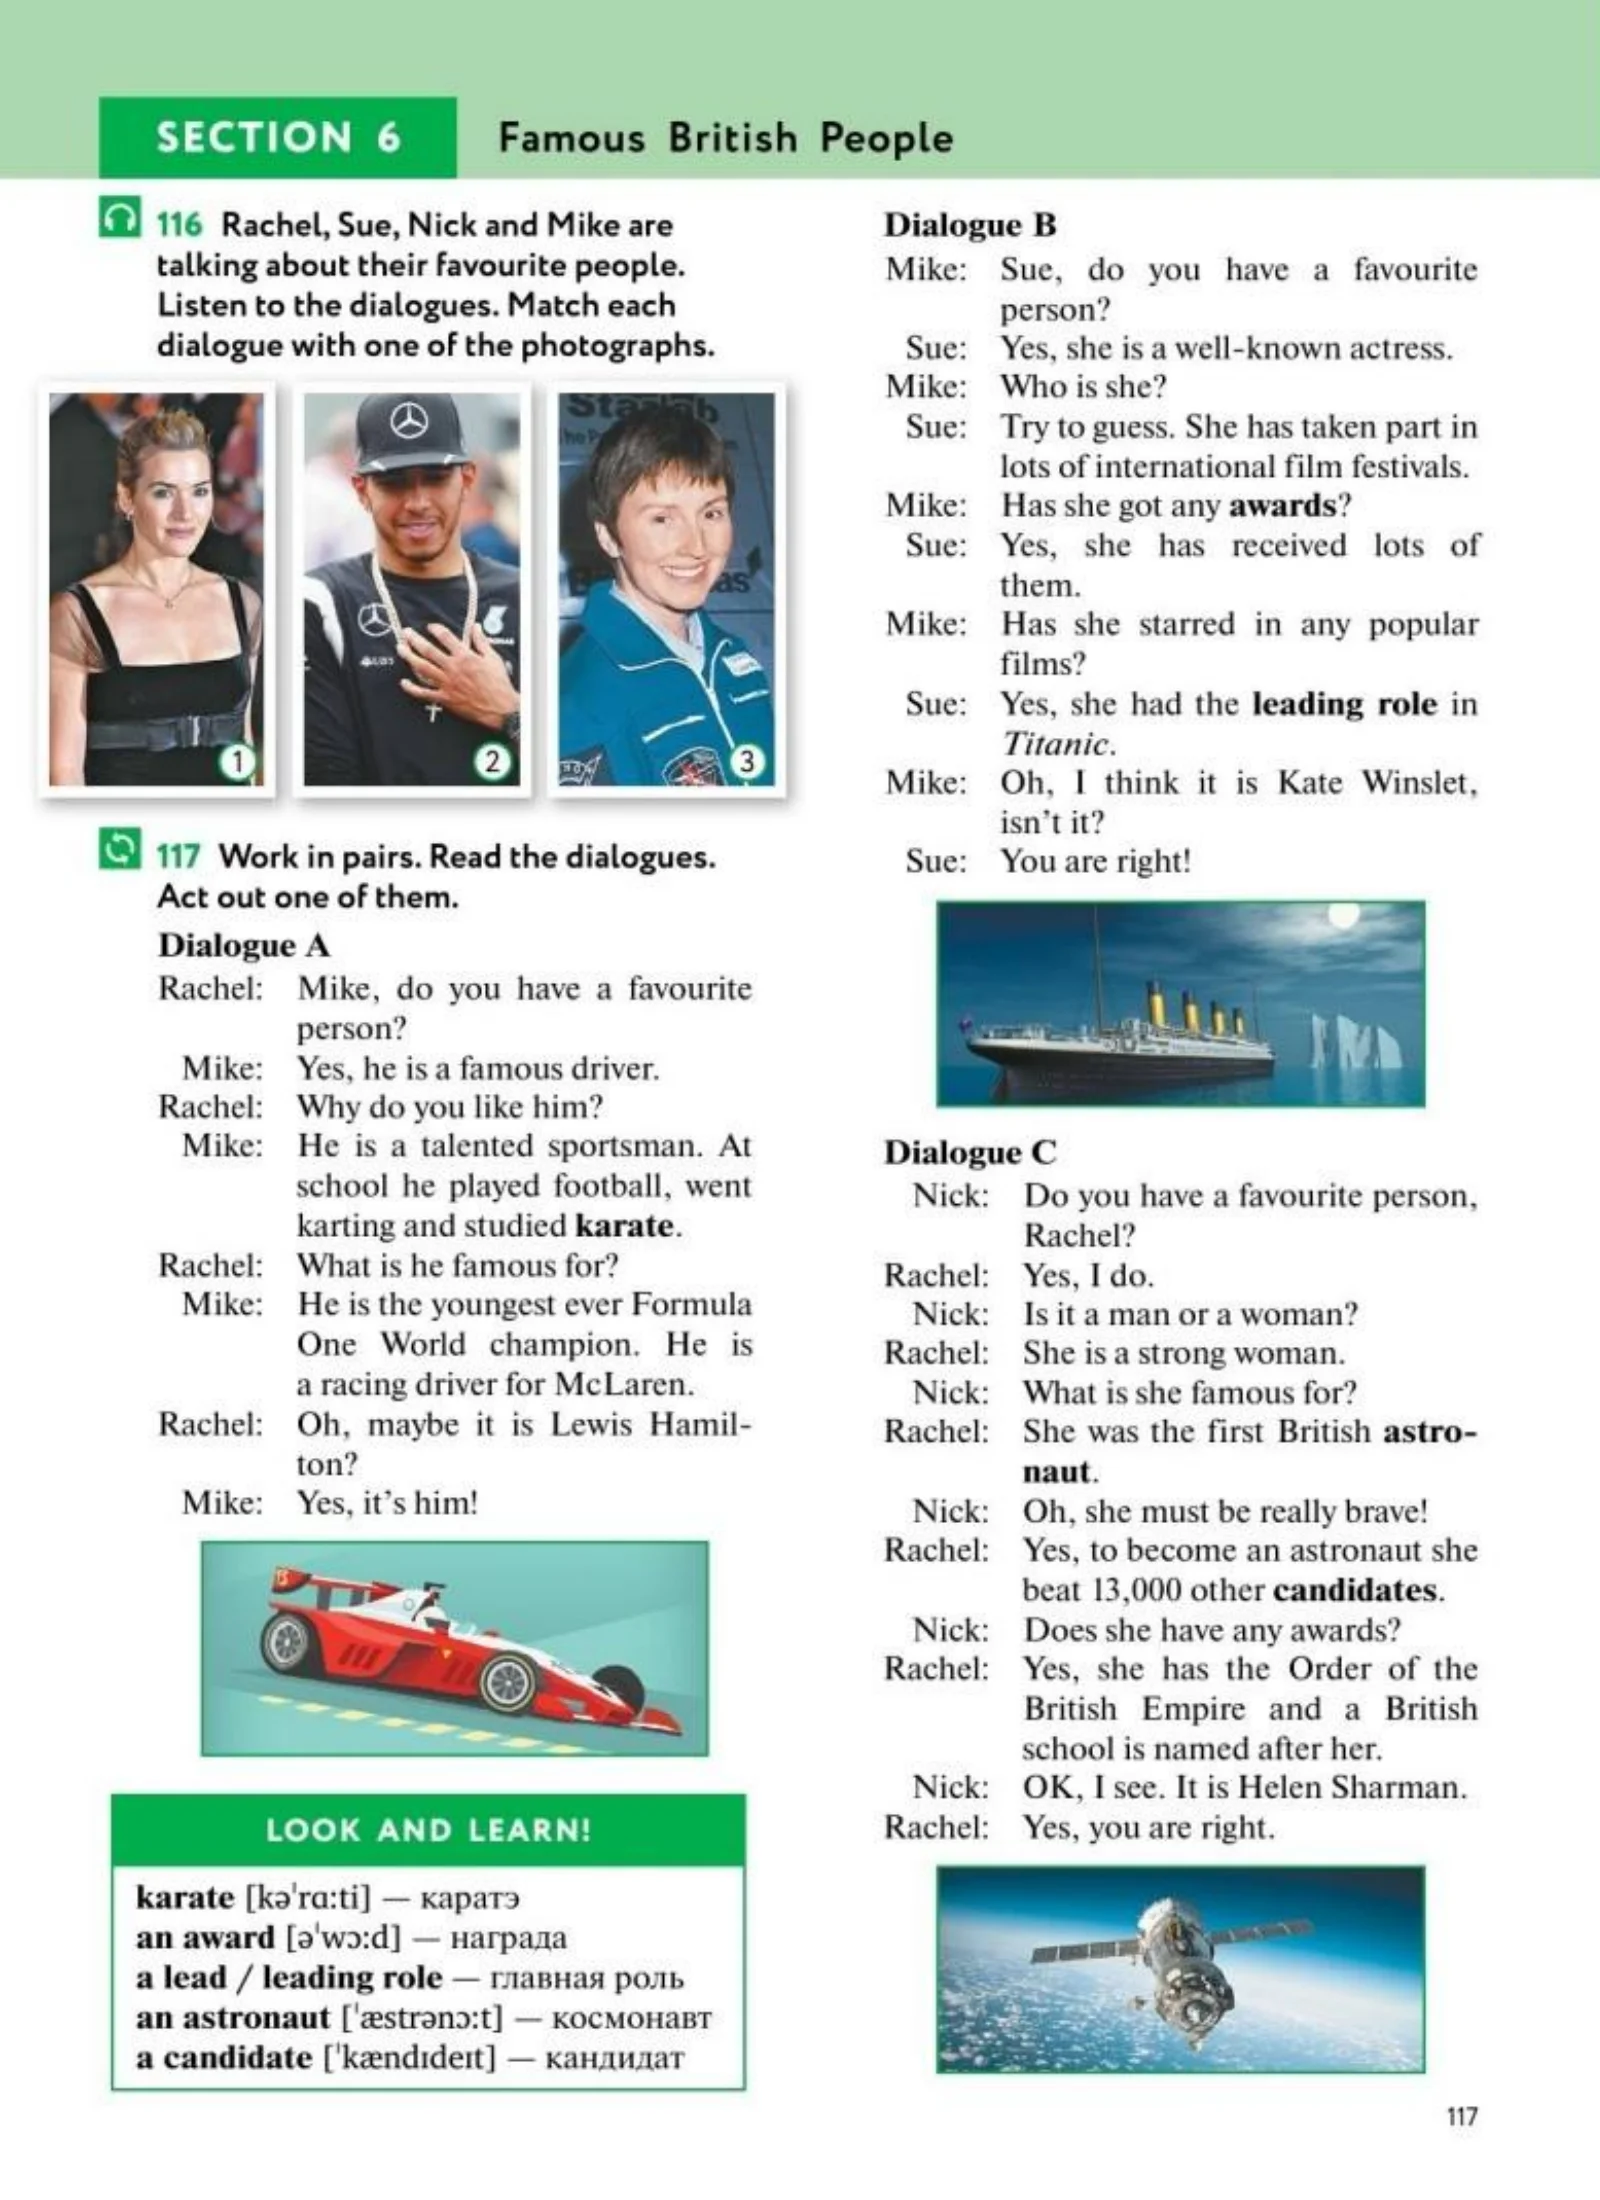 SECTION 6
Famous British People
116 Rachel, Sue, Nick and Mike are
talking about their favourite people.
Listen to the dialogues. Match each
dialogue with one of the photographs.
1
2
3
117 Work in pairs. Read the dialogues.
Act out one of them.
Dialogue A
Rachel: Mike, do you have a favourite
person?
Mike: Yes, he is a famous driver.
Rachel: Why do you like him?
Mike: He is a talented sportsman. At
school he played football, went
karting and studied karate.
Rachel: What is he famous for?
Mike: He is the youngest ever Formula
One World champion. He is
a racing driver for McLaren.
Rachel: Oh, maybe it is Lewis Hamil-
ton?
Mike: Yes, it's him!
LOOK AND LEARN!
karate [kə'rɑ:ti] — каратэ
an award [ə'wɔ:d] — награда
a lead / leading role — главная роль
an astronaut ['æstrənɔ:t] — космонавт
a candidate ['kændıdeıt] — кандидат
Dialogue B
Mike: Sue, do you have a favourite
person?
Sue: Yes, she is a well-known actress.
Mike: Who is she?
Sue: Try to guess. She has taken part in
lots of international film festivals.
Mike: Has she got any awards?
Sue: Yes, she has received lots of
them.
Mike: Has she starred in any popular
films?
Sue: Yes, she had the leading role in
Titanic.
Mike: Oh, I think it is Kate Winslet,
isn't it?
Sue: You are right!
Dialogue C
Nick: Do you have a favourite person,
Rachel?
Rachel: Yes, I do.
Nick: Is it a man or a woman?
Rachel: She is a strong woman.
Nick: What is she famous for?
Rachel: She was the first British astro-
naut.
Nick: Oh, she must be really brave!
Rachel: Yes, to become an astronaut she
beat 13,000 other candidates.
Nick: Does she have any awards?
Rachel: Yes, she has the Order of the
British Empire and a British
school is named after her.
Nick: OK, I see. It is Helen Sharman.
Rachel: Yes, you are right.
117